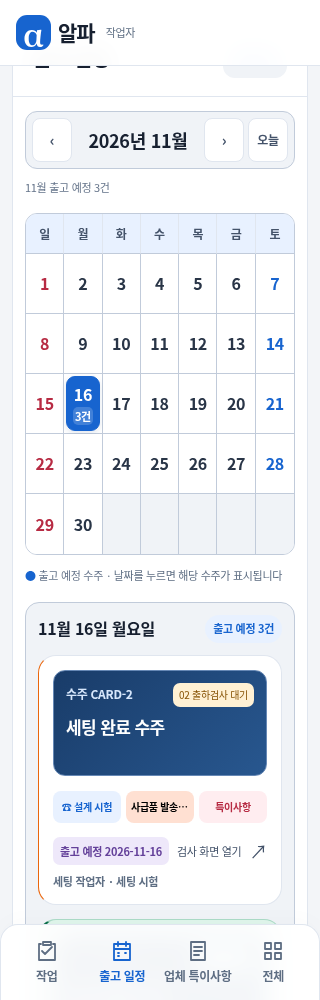 α 알파 작업자
‹ 2026년 11월 › 오늘
11월 출고 예정 3건
일 월 화 수 목 금 토
1 2 3 4 5 6 7
8 9 10 11 12 13 14
15 16 17 18 19 20 21
3건
22 23 24 25 26 27 28
29 30
출고 예정 수주 · 날짜를 누르면 해당 수주가 표시됩니다
11월 16일 월요일 출고 예정 3건
수주 CARD-2 02 출하검사 대기
세팅 완료 수주
☎ 설계 시험 사급품 발송… 특이사항
출고 예정 2026-11-16 검사 화면 열기 ↗
세팅 작업자 · 세팅 시험
작업 출고 일정 업체 특이사항 전체